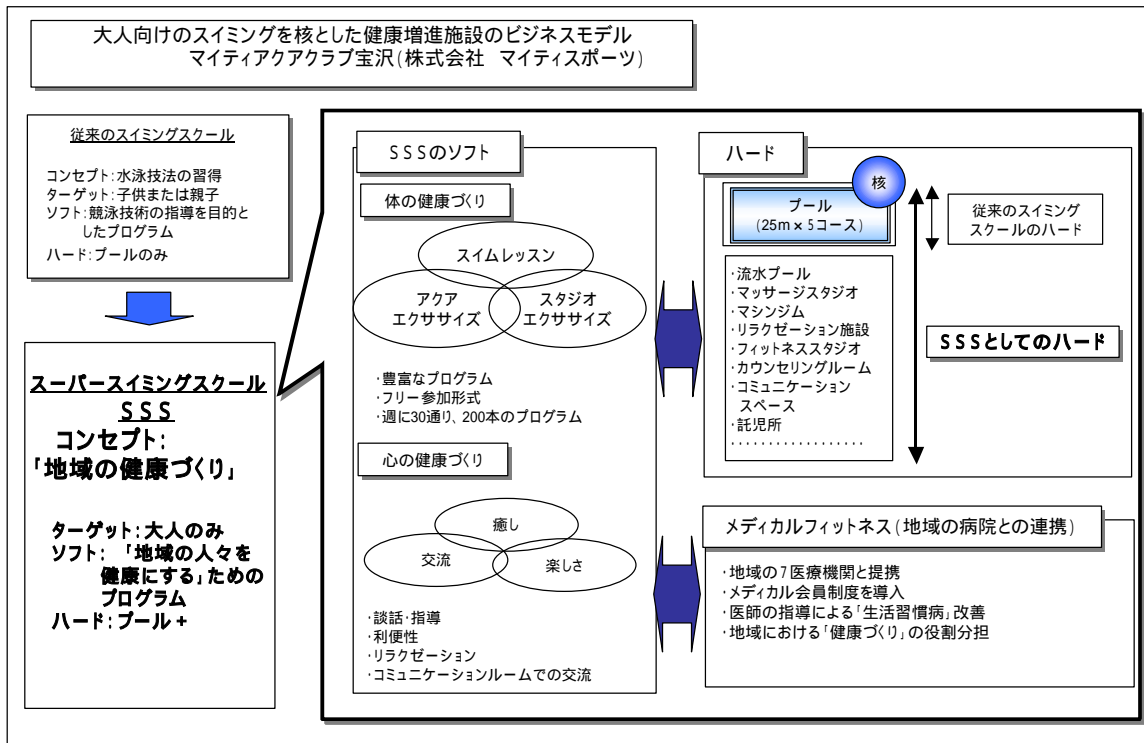 大人向けのスイミングを核とした健康増進施設のビジネスモデル
マイティアクアクラブ宝沢(株式会社　マイティスポーツ)
従来のスイミングスクール
コンセプト:水泳技法の習得
ターゲット:子供または親子
ソフト:競泳技術の指導を目的と
したプログラム
ハード:プールのみ
スーパースイミングスクール
SSS
コンセプト:
「地域の健康づくり」
ターゲット:大人のみ
ソフト:「地域の人々を
健康にする」ための
プログラム
ハード:プール+
SSSのソフト
体の健康づくり
スイムレッスン
アクア
エクササイズ
スタジオ
エクササイズ
・豊富なプログラム
・フリー参加形式
・週に30通り、200本のプログラム
心の健康づくり
癒し
交流
楽しさ
・談話・指導
・利便性
・リラクゼーション
・コミュニケーションルームでの交流
ハード
核
プール
(25m×5コース)
従来のスイミング
スクールのハード
・流水プール
・マッサージスタジオ
・マシンジム
・リラクゼーション施設
・フィットネススタジオ
・カウンセリングルーム
・コミュニケーション
スペース
・託児所
・・・・・・・・・・・・・・・・・・
SSSとしてのハード
メディカルフィットネス(地域の病院との連携)
・地域の7医療機関と提携
・メディカル会員制度を導入
・医師の指導による「生活習慣病」改善
・地域における「健康づくり」の役割分担